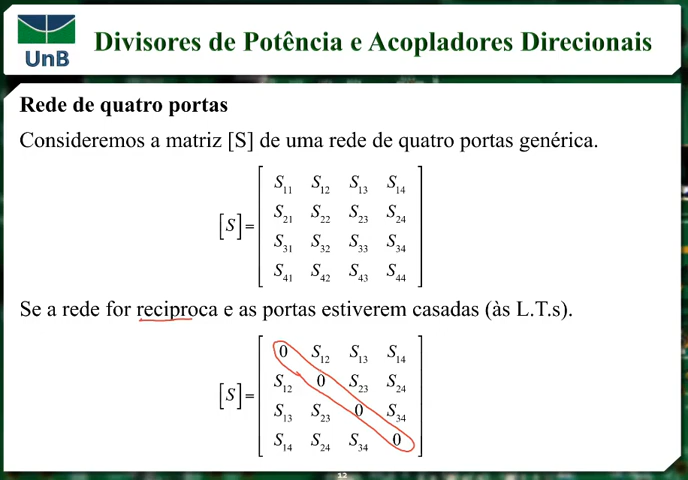 UnB
Divisores de Potência e Acopladores Direcionais
Rede de quatro portas
Consideremos a matriz [S] de uma rede de quatro portas genérica.
[S]=
S11 S12 S13 S14
S21 S22 S23 S24
S31 S32 S33 S34
S41 S42 S43 S44
Se a rede for reciproca e as portas estiverem casadas (às L.T.s).
[S]=
0 S12 S13 S14
S12 0 S23 S24
S13 S23 0 S34
S14 S24 S34 0
12